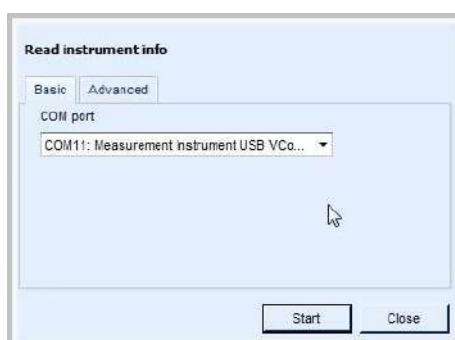 Read instrument info
Basic Advanced
COM port
COM11: Measurement Instrument USB VCo...
Start Close